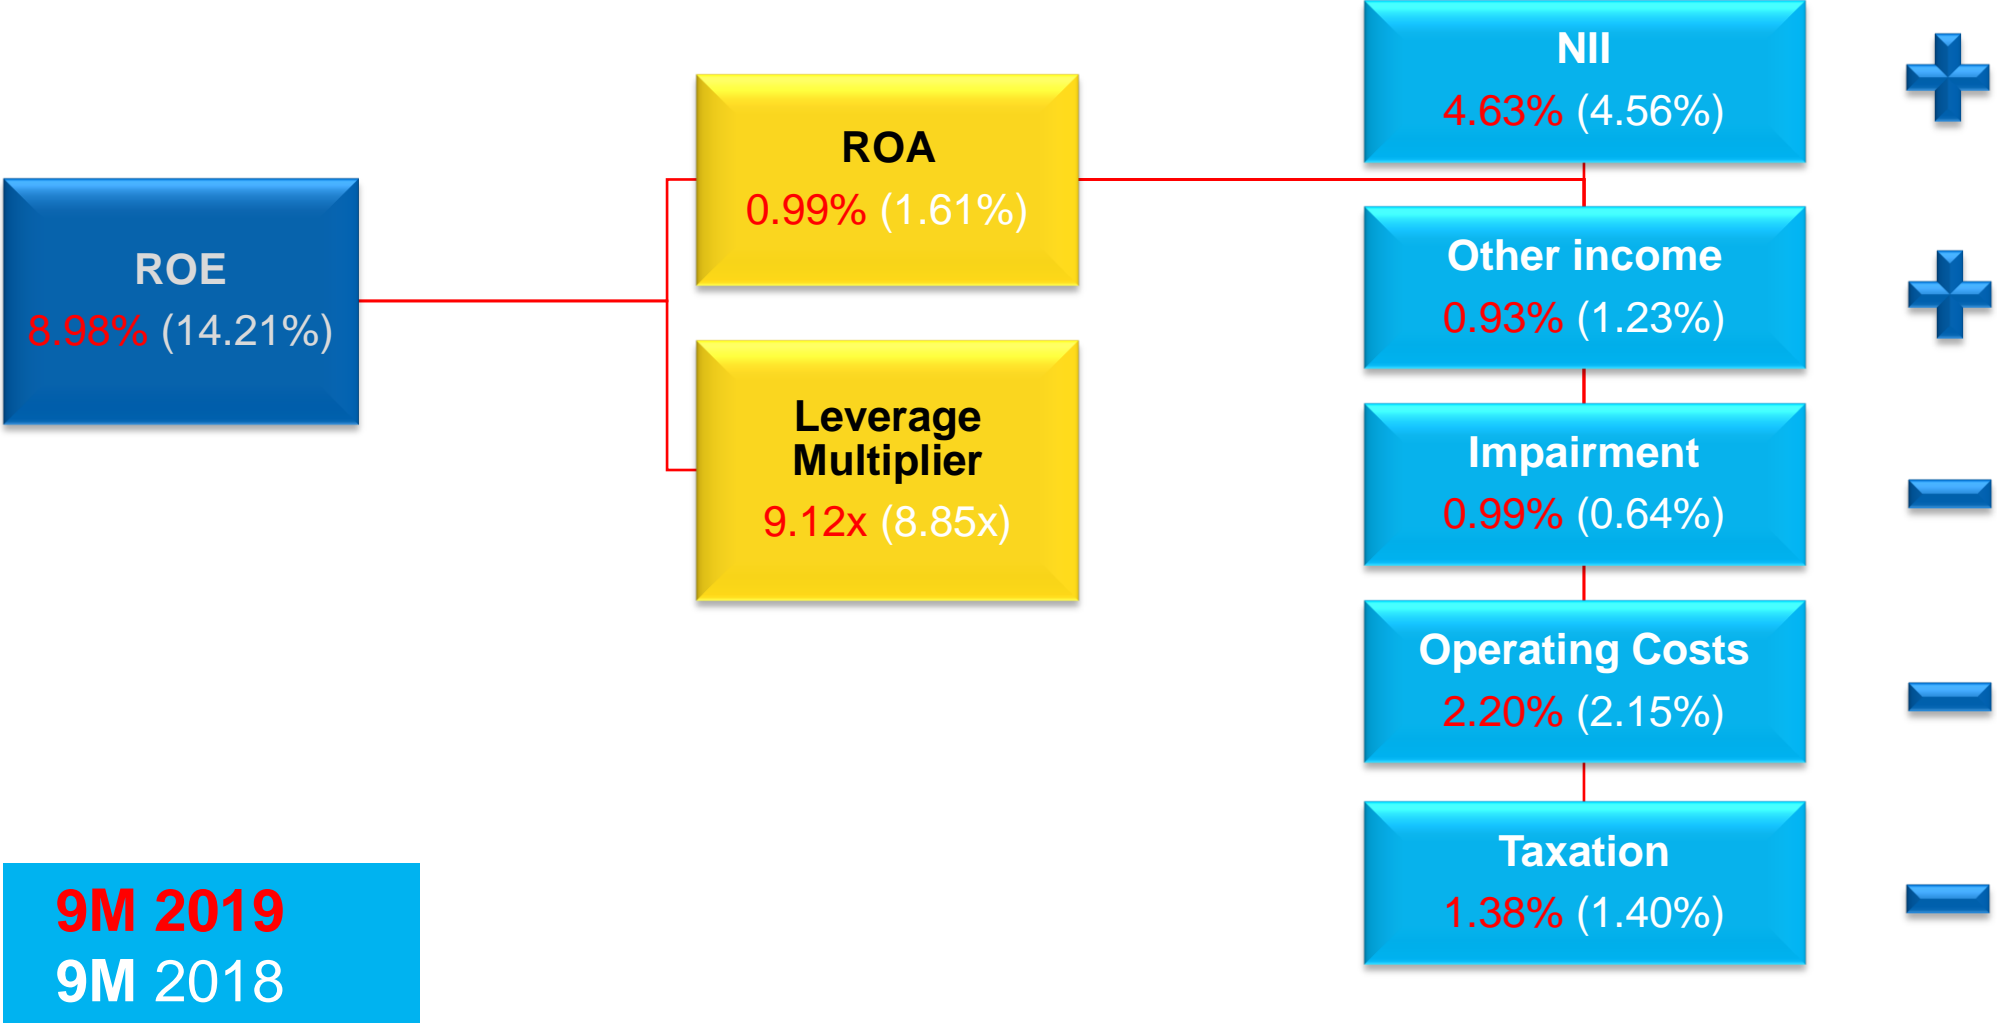 ROE
8.98% (14.21%)
ROA
0.99% (1.61%)
Leverage
Multiplier
9.12x (8.85x)
NII
4.63% (4.56%)
Other income
0.93% (1.23%)
Impairment
0.99% (0.64%)
Operating Costs
2.20% (2.15%)
Taxation
1.38% (1.40%)
9M 2019
9M 2018